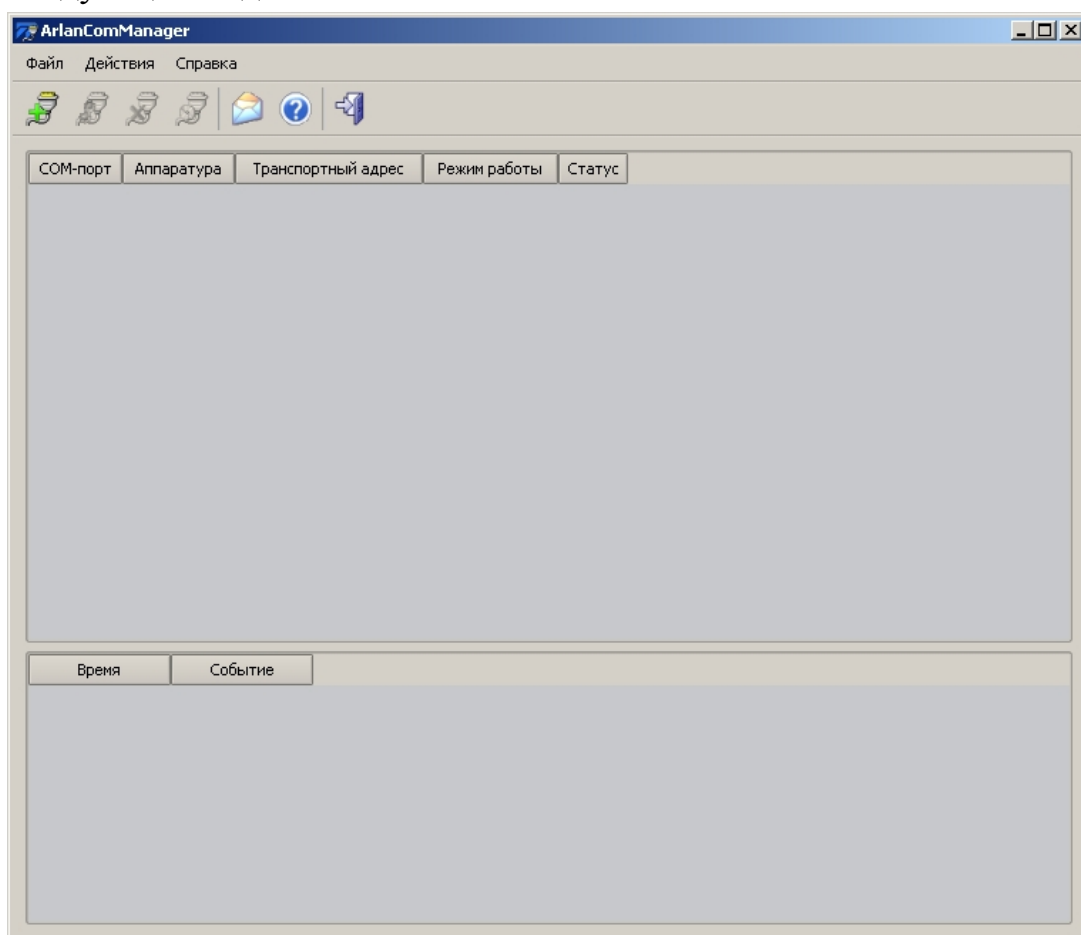 ArlanComManager
Файл Действия Справка
COM-порт Аппаратура Транспортный адрес Режим работы Статус
Время Событие